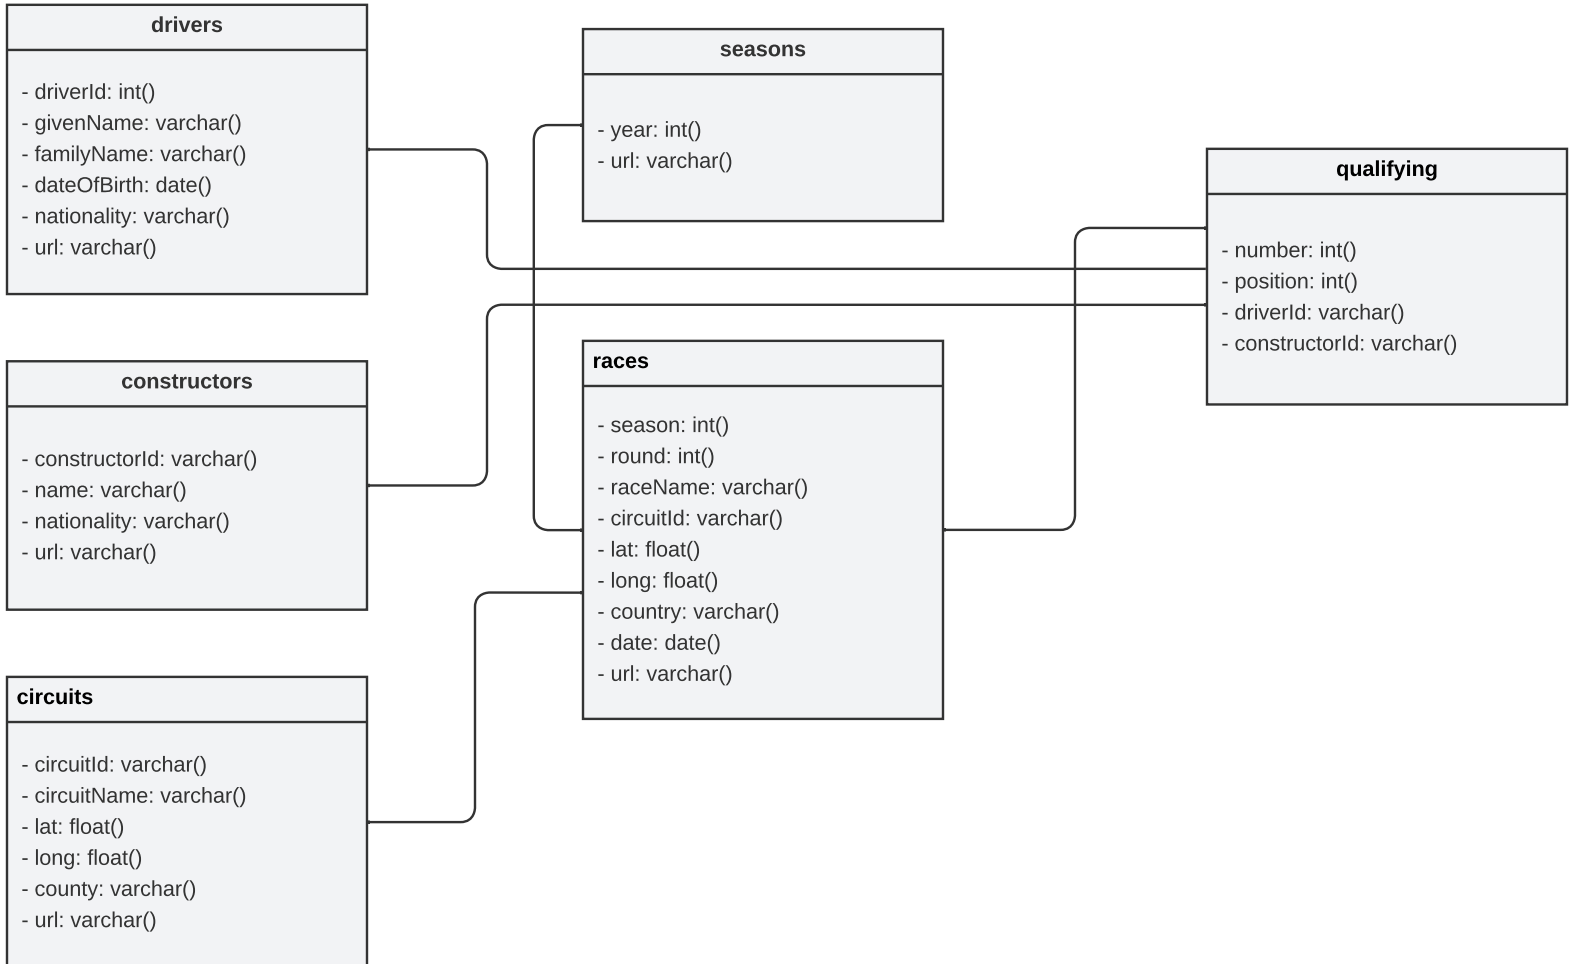 drivers
- driverId: int()
- givenName: varchar()
- familyName: varchar()
- dateOfBirth: date()
- nationality: varchar()
- url: varchar()
seasons
- year: int()
- url: varchar()
qualifying
- number: int()
- position: int()
- driverId: varchar()
- constructorId: varchar()
constructors
- constructorId: varchar()
- name: varchar()
- nationality: varchar()
- url: varchar()
races
- season: int()
- round: int()
- raceName: varchar()
- circuitId: varchar()
- lat: float()
- long: float()
- country: varchar()
- date: date()
- url: varchar()
circuits
- circuitId: varchar()
- circuitName: varchar()
- lat: float()
- long: float()
- county: varchar()
- url: varchar()